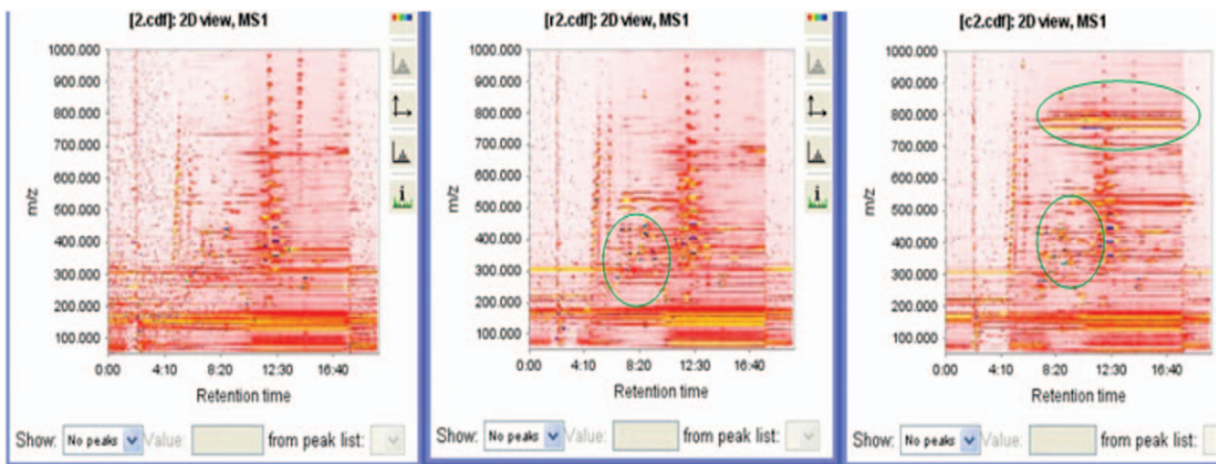 [2.cdf]: 2D view, MS1
1000.000
900.000
800.000
700.000
600.000
500.000
400.000
300.000
200.000
100.000
m/z
0:00 4:10 8:20 12:30 16:40
Retention time
Show: No peaks Value: from peak list:
[r2.cdf]: 2D view, MS1
1000.000
900.000
800.000
700.000
600.000
500.000
400.000
300.000
200.000
100.000
m/z
0:00 4:10 8:20 12:30 16:40
Retention time
Show: No peaks Value: from peak list:
[c2.cdf]: 2D view, MS1
1000.000
900.000
800.000
700.000
600.000
500.000
400.000
300.000
200.000
100.000
m/z
0:00 4:10 8:20 12:30 16:40
Retention time
Show: No peaks Value: from peak list:
i
i